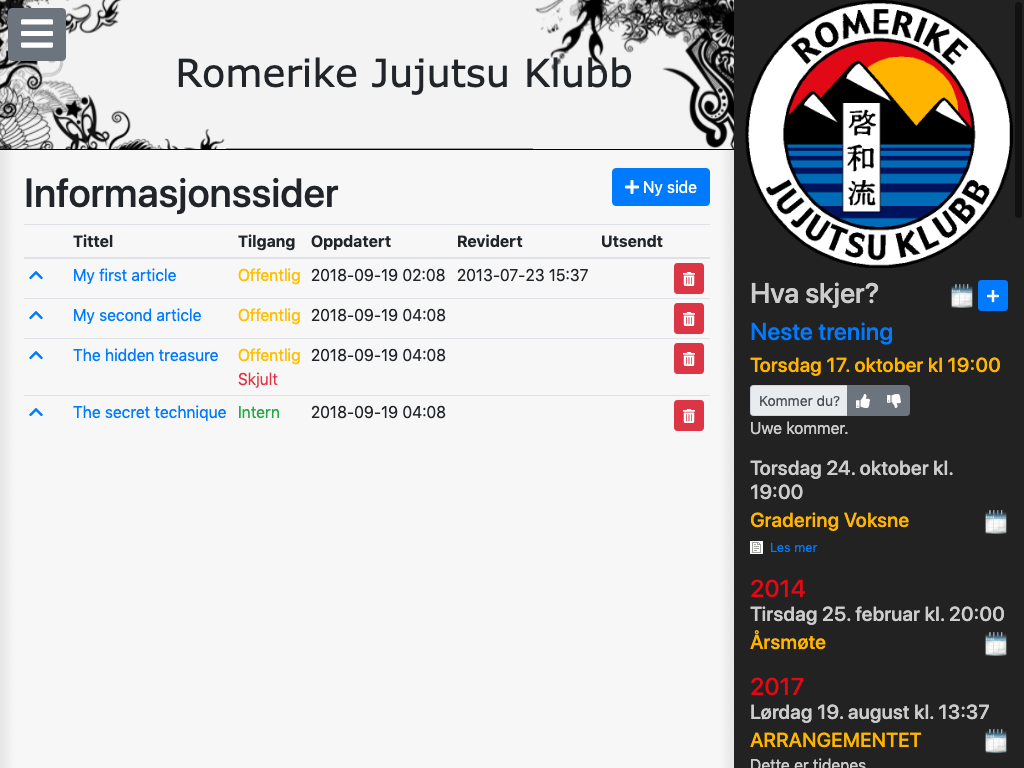 Romerike Jujutsu Klubb
Informasjonssider
Ny side
Tittel Tilgang Oppdatert Revidert Utsendt
My first article Offentlig 2018-09-19 02:08 2013-07-23 15:37
My second article Offentlig 2018-09-19 04:08
The hidden treasure Offentlig 2018-09-19 04:08
Skjult
The secret technique Intern 2018-09-19 04:08
ROMERIKE
啓
和
流
JUJUTSU KLUBB
Hva skjer?
Neste trening
Torsdag 17. oktober kl 19:00
Kommer du?
Uwe kommer.
Torsdag 24. oktober kl.
19:00
Gradering Voksne
Les mer
2014
Tirsdag 25. februar kl. 20:00
Årsmøte
2017
Lørdag 19. august kl. 13:37
ARRANGEMENTET
Dette er tidenes